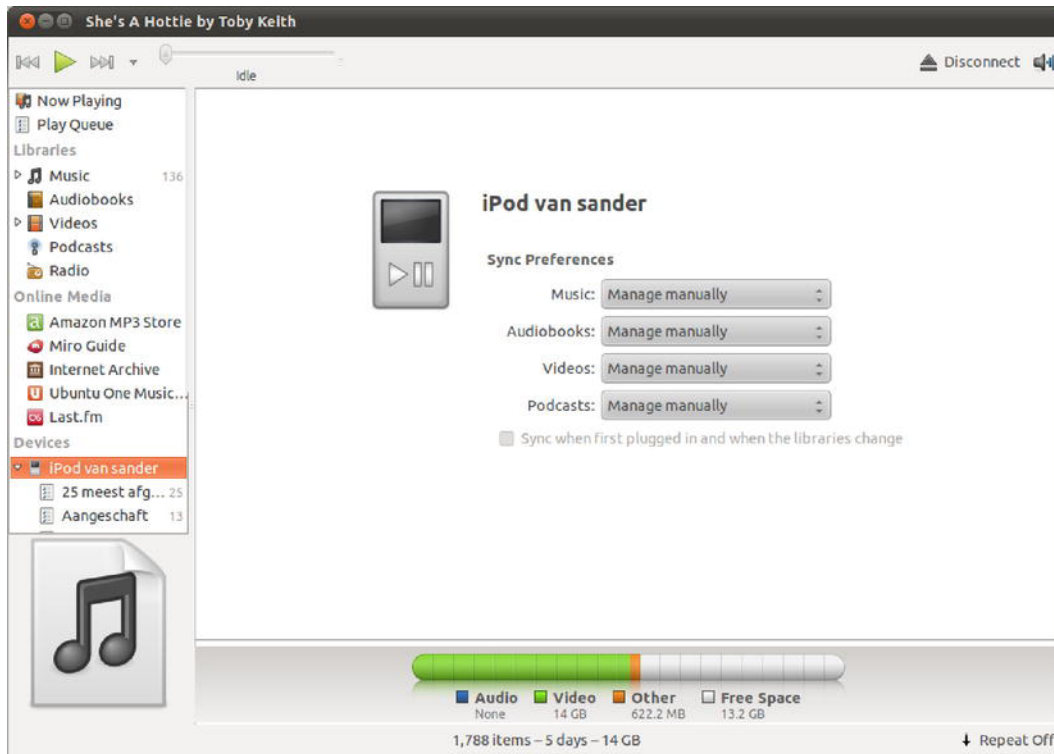 She's A Hottie by Toby Keith
Idle
Disconnect
Now Playing
Play Queue
Libraries
Music 136
Audiobooks
Videos
Podcasts
Radio
Online Media
Amazon MP3 Store
Miro Guide
Internet Archive
Ubuntu One Music...
Last.fm
Devices
iPod van sander
25 meest afg... 25
Aangeschaft 13
iPod van sander
Sync Preferences
Music: Manage manually
Audiobooks: Manage manually
Videos: Manage manually
Podcasts: Manage manually
Sync when first plugged in and when the libraries change
Audio Video Other Free Space
None 14 GB 622.2 MB 13.2 GB
1,788 items – 5 days – 14 GB
Repeat Off